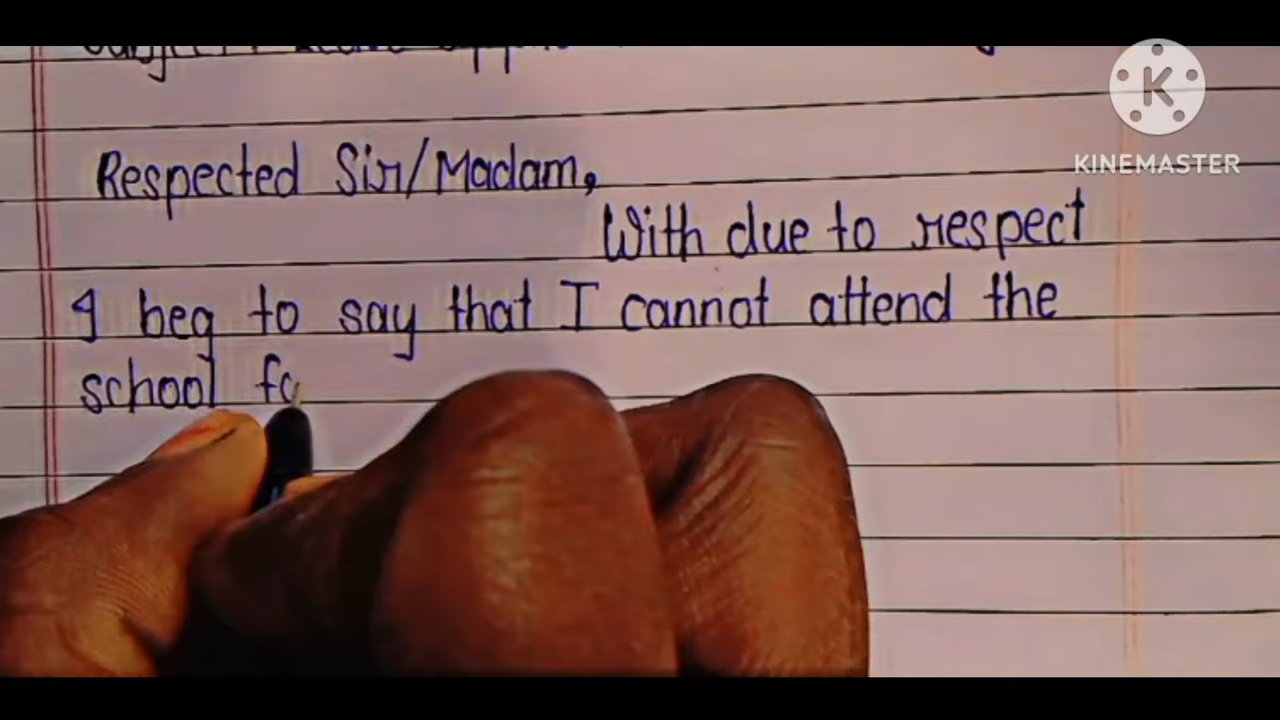 Respected Sir/Madam,
With due to respect
I beg to say that I cannot attend the
school fo
KINEMASTER